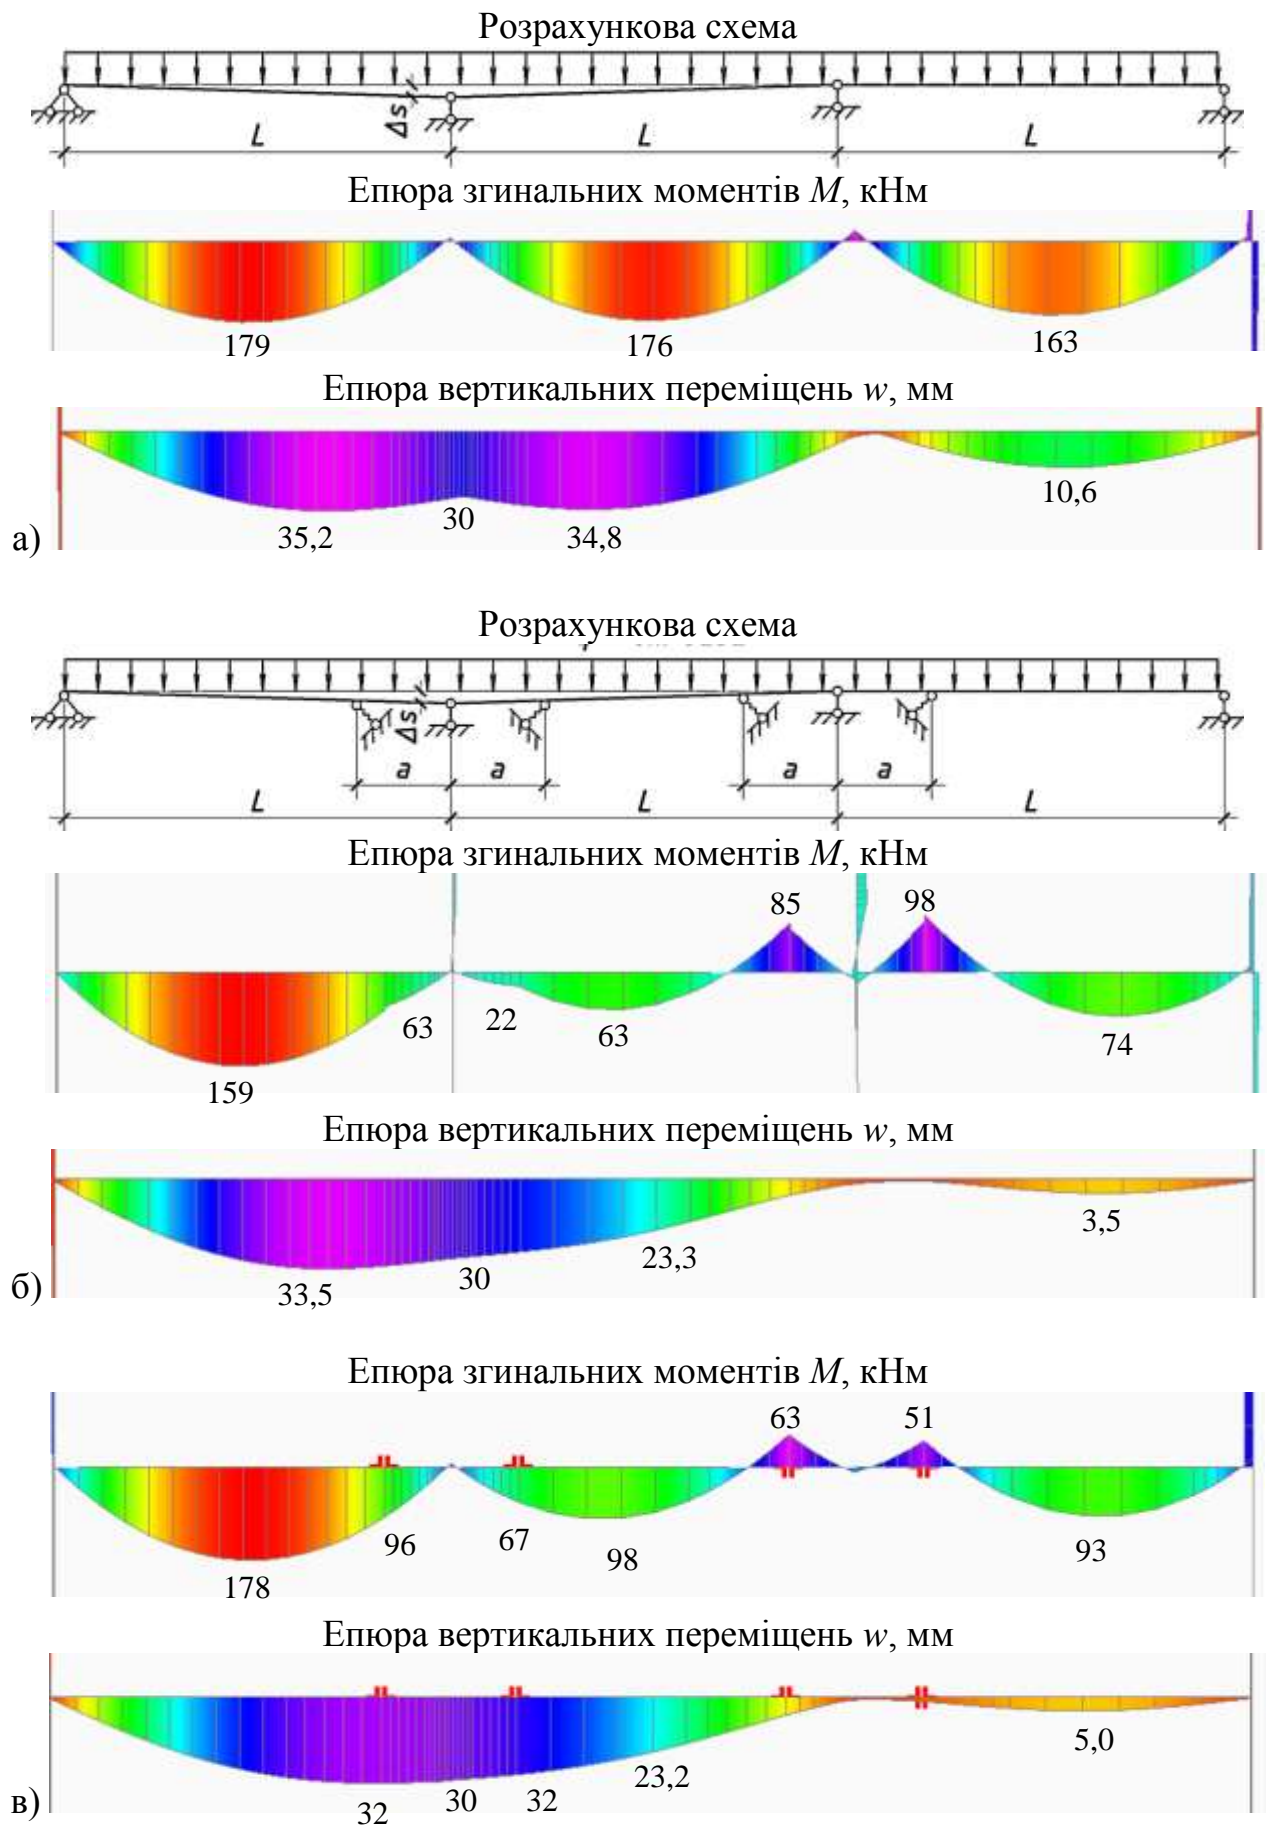 Розрахункова схема
Δs
L L L
Епюра згинальних моментів M, кНм
179 176 163
Епюра вертикальних переміщень w, мм
35,2 30 34,8 10,6
а)
Розрахункова схема
Δs
a a a a
L L L
Епюра згинальних моментів M, кНм
85 98
63 22 63 74
159
Епюра вертикальних переміщень w, мм
33,5 30 23,3 3,5
б)
Епюра згинальних моментів M, кНм
63 51
96 67 98 93
178
Епюра вертикальних переміщень w, мм
32 30 32 23,2 5,0
в)